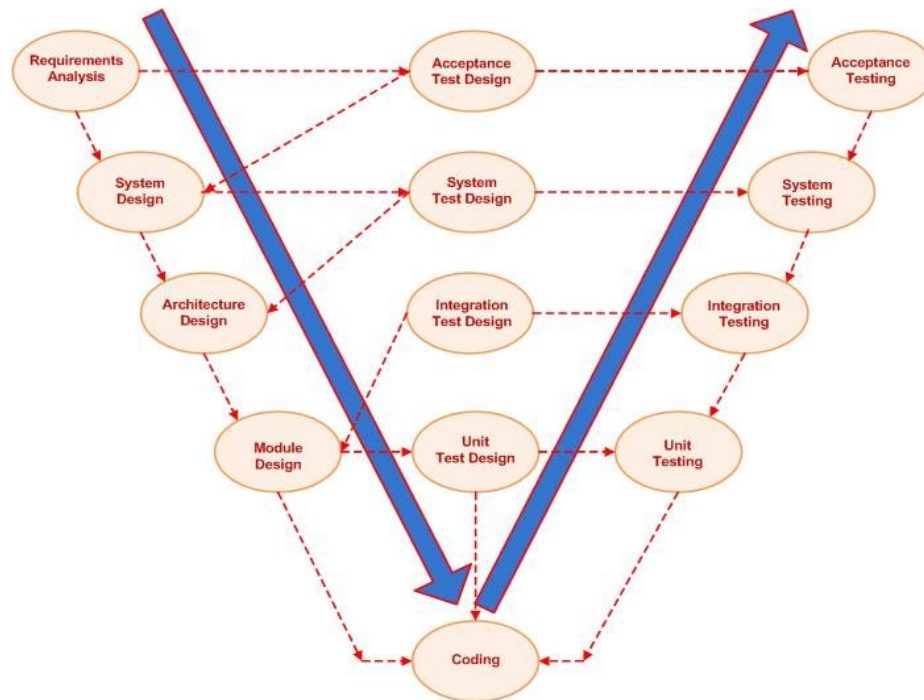 Requirements
Analysis
Acceptance
Test Design
Acceptance
Testing
System
Design
System
Test Design
System
Testing
Architecture
Design
Integration
Test Design
Integration
Testing
Module
Design
Unit
Test Design
Unit
Testing
Coding